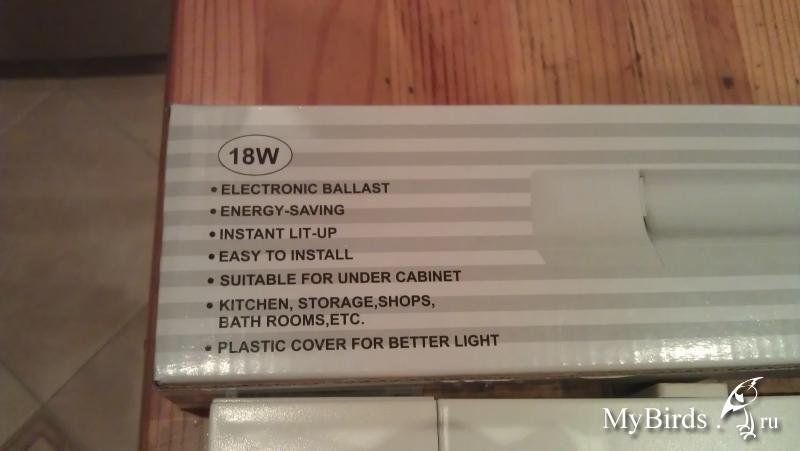 18W
• ELECTRONIC BALLAST
• ENERGY-SAVING
• INSTANT LIT-UP
• EASY TO INSTALL
• SUITABLE FOR UNDER CABINET
• KITCHEN, STORAGE,SHOPS,
BATH ROOMS,ETC.
• PLASTIC COVER FOR BETTER LIGHT
MyBirds.ru